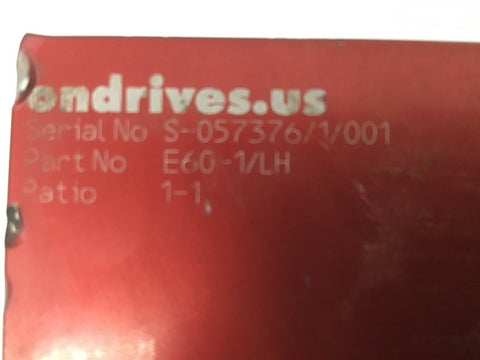 ondrives.us
Serial No S-057376/1/001
Part No E60-1/LH
Ratio 1-1